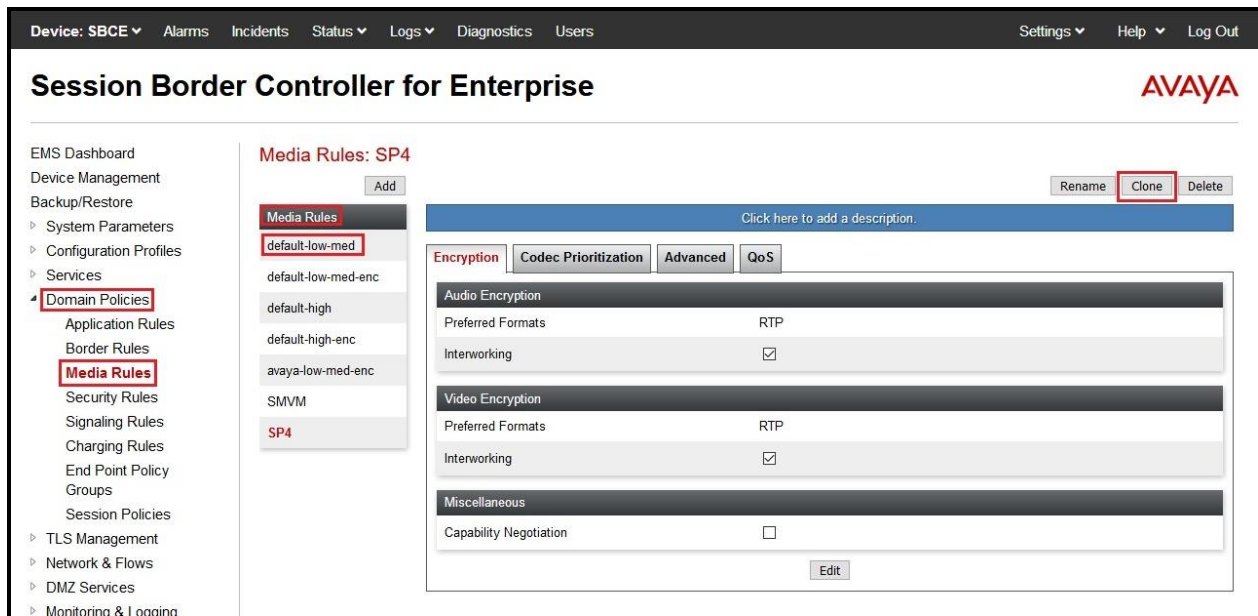 Device: SBCE Alarms Incidents Status Logs Diagnostics Users Settings Help Log Out
Session Border Controller for Enterprise
AVAYA
EMS Dashboard
Device Management
Backup/Restore
System Parameters
Configuration Profiles
Services
Domain Policies
Application Rules
Border Rules
Media Rules
Security Rules
Signaling Rules
Charging Rules
End Point Policy
Groups
Session Policies
TLS Management
Network & Flows
DMZ Services
Monitoring & Logging
Media Rules: SP4
Add
Rename Clone Delete
Media Rules
default-low-med
default-low-med-enc
default-high
default-high-enc
avaya-low-med-enc
SMVM
SP4
Click here to add a description.
Encryption Codec Prioritization Advanced QoS
Audio Encryption
Preferred Formats RTP
Interworking
Video Encryption
Preferred Formats RTP
Interworking
Miscellaneous
Capability Negotiation
Edit